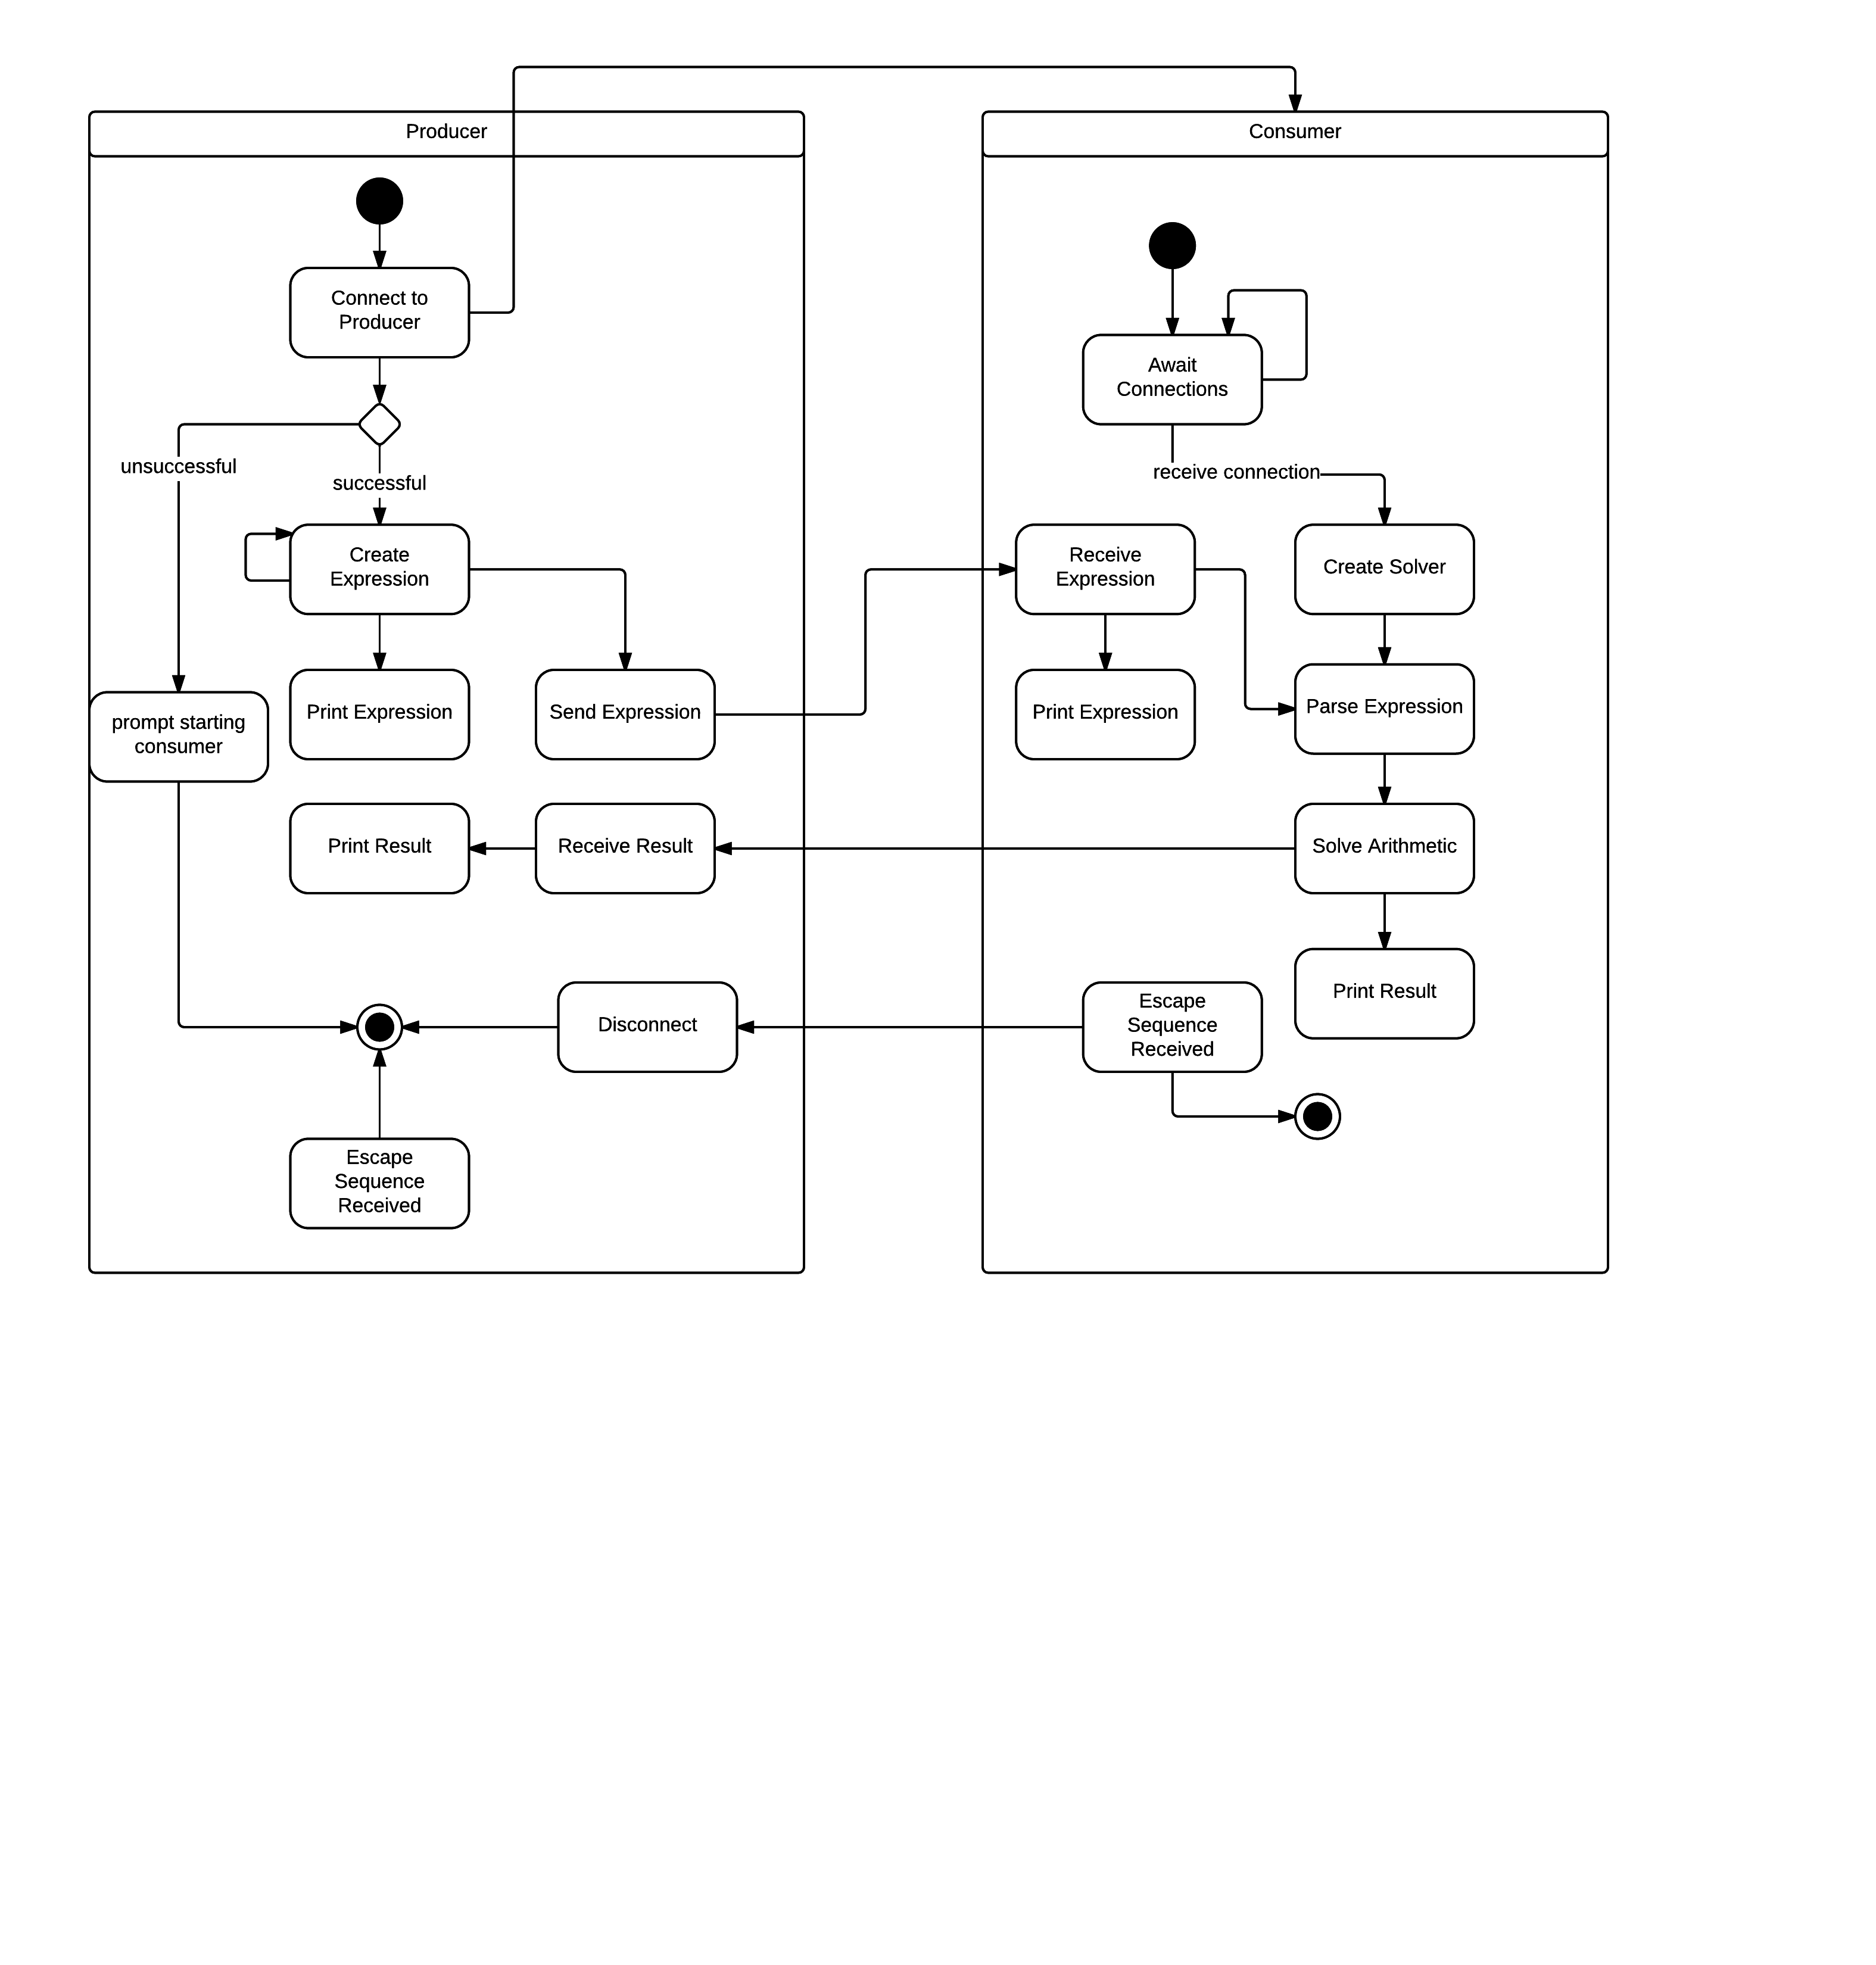 Producer
Consumer
Connect to
Producer
unsuccessful
successful
Create
Expression
Print Expression
Send Expression
prompt starting
consumer
Print Result
Receive Result
Disconnect
Escape
Sequence
Received
Await
Connections
receive connection
Receive
Expression
Create Solver
Print Expression
Parse Expression
Solve Arithmetic
Print Result
Escape
Sequence
Received